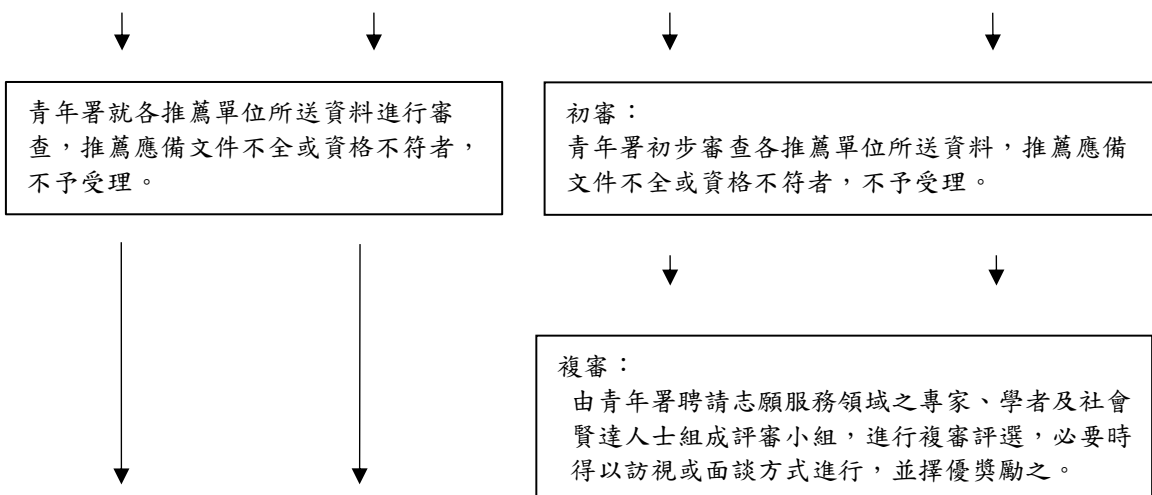 青年署就各推薦單位所送資料進行審
查，推薦應備文件不全或資格不符者，
不予受理。
初審：
青年署初步審查各推薦單位所送資料，推薦應備
文件不全或資格不符者，不予受理。
複審：
由青年署聘請志願服務領域之專家、學者及社會
賢達人士組成評審小組，進行複審評選，必要時
得以訪視或面談方式進行，並擇優獎勵之。